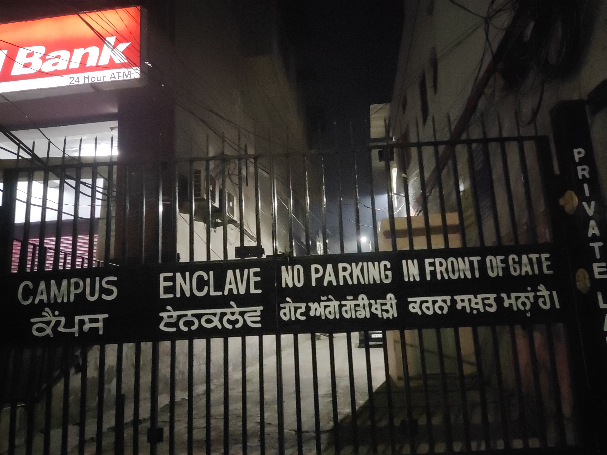 Bank
24 Hour ATM
CAMPUS ENCLAVE NO PARKING IN FRONT OF GATE
ਕੈਂਪਸ ਏਨਕਲੇਵ ਗੇਟ ਅੱਗੇ ਗੱਡੀ ਖੜੀ ਕਰਨ ਸਖ਼ਤ ਮਨ੍ਹਾਂ ਹੈ।
PRIVATE